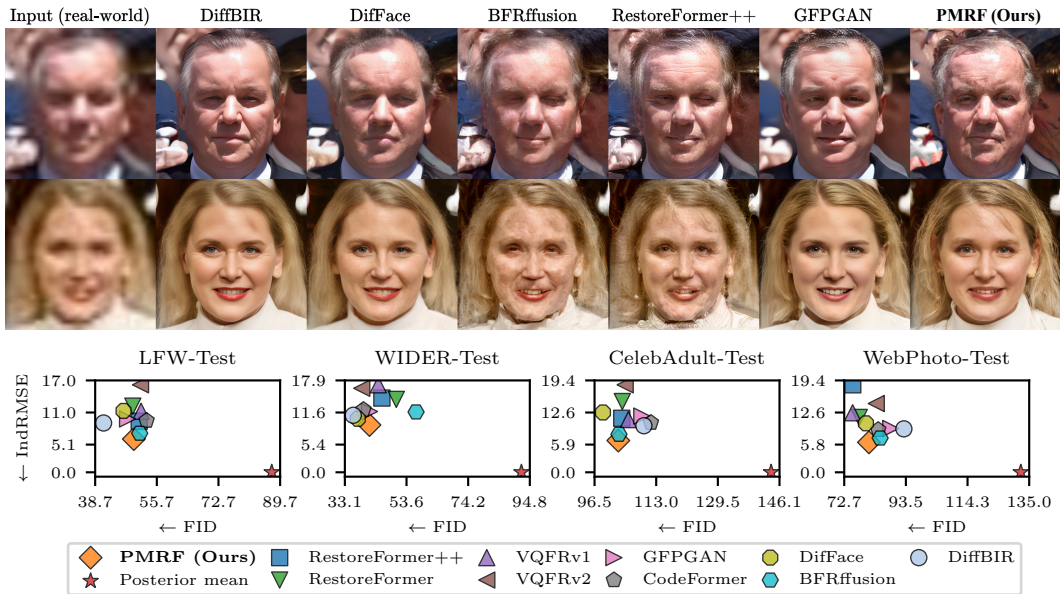 Input (real-world) DiffBIR DifFace BFRffusion RestoreFormer++ GFPGAN PMRF (Ours)
LFW-Test WIDER-Test CelebAdult-Test WebPhoto-Test
← IndRMSE
17.0 17.9 19.4 19.4
11.0 11.6 12.6 12.6
5.1 5.4 5.9 5.8
0.0 0.0 0.0 0.0
38.7 55.7 72.7 89.7 33.1 53.6 74.2 94.8 96.5 113.0 129.5 146.1 72.7 93.5 114.3 135.0
← FID ← FID ← FID ← FID
PMRF (Ours) RestoreFormer++ VQFRv1 GFPGAN DifFace DiffBIR
Posterior mean RestoreFormer VQFRv2 CodeFormer BFRffusion